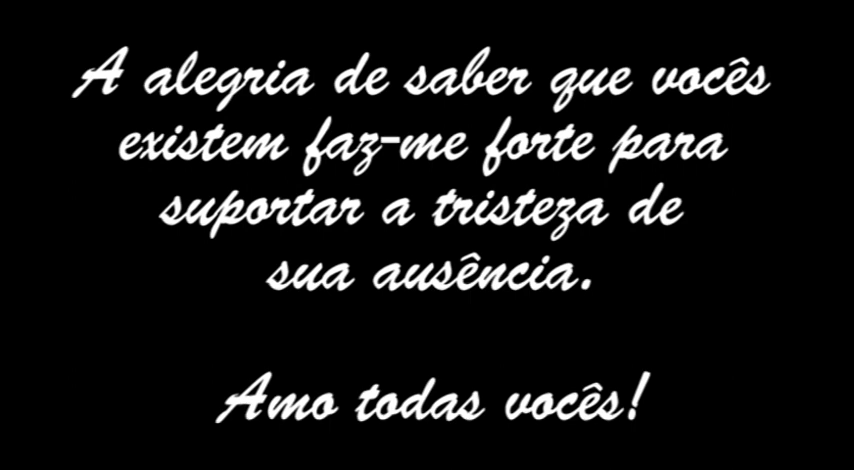 A alegria de saber que vocês
existem faz-me forte para
suportar a tristeza de
sua ausência.
Amo todas vocês!